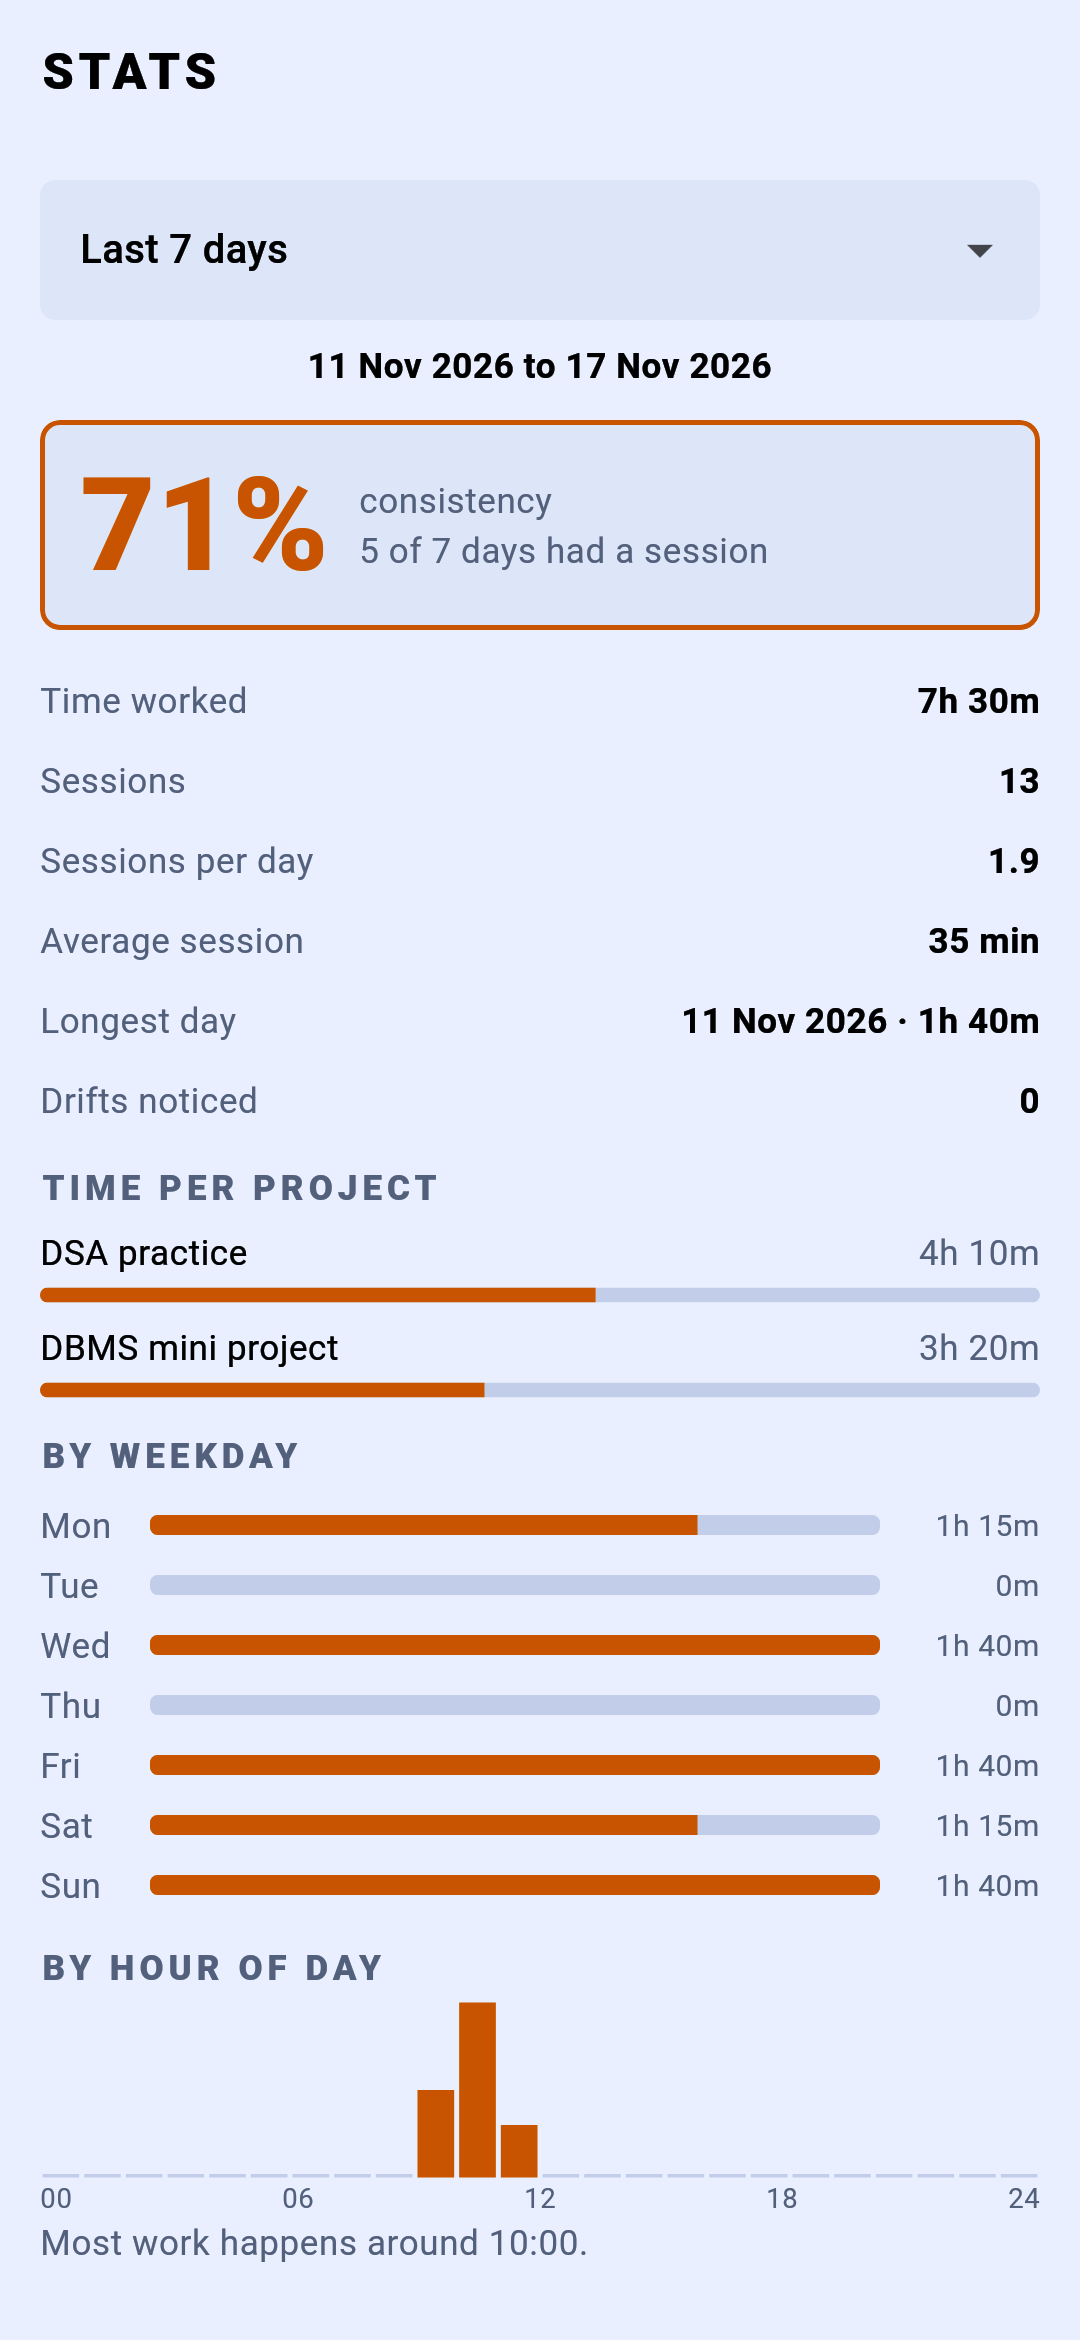 STATS
Last 7 days
11 Nov 2026 to 17 Nov 2026
71%
consistency
5 of 7 days had a session
Time worked 7h 30m
Sessions 13
Sessions per day 1.9
Average session 35 min
Longest day 11 Nov 2026 · 1h 40m
Drifts noticed 0
TIME PER PROJECT
DSA practice 4h 10m
DBMS mini project 3h 20m
BY WEEKDAY
Mon 1h 15m
Tue 0m
Wed 1h 40m
Thu 0m
Fri 1h 40m
Sat 1h 15m
Sun 1h 40m
BY HOUR OF DAY
00 06 12 18 24
Most work happens around 10:00.